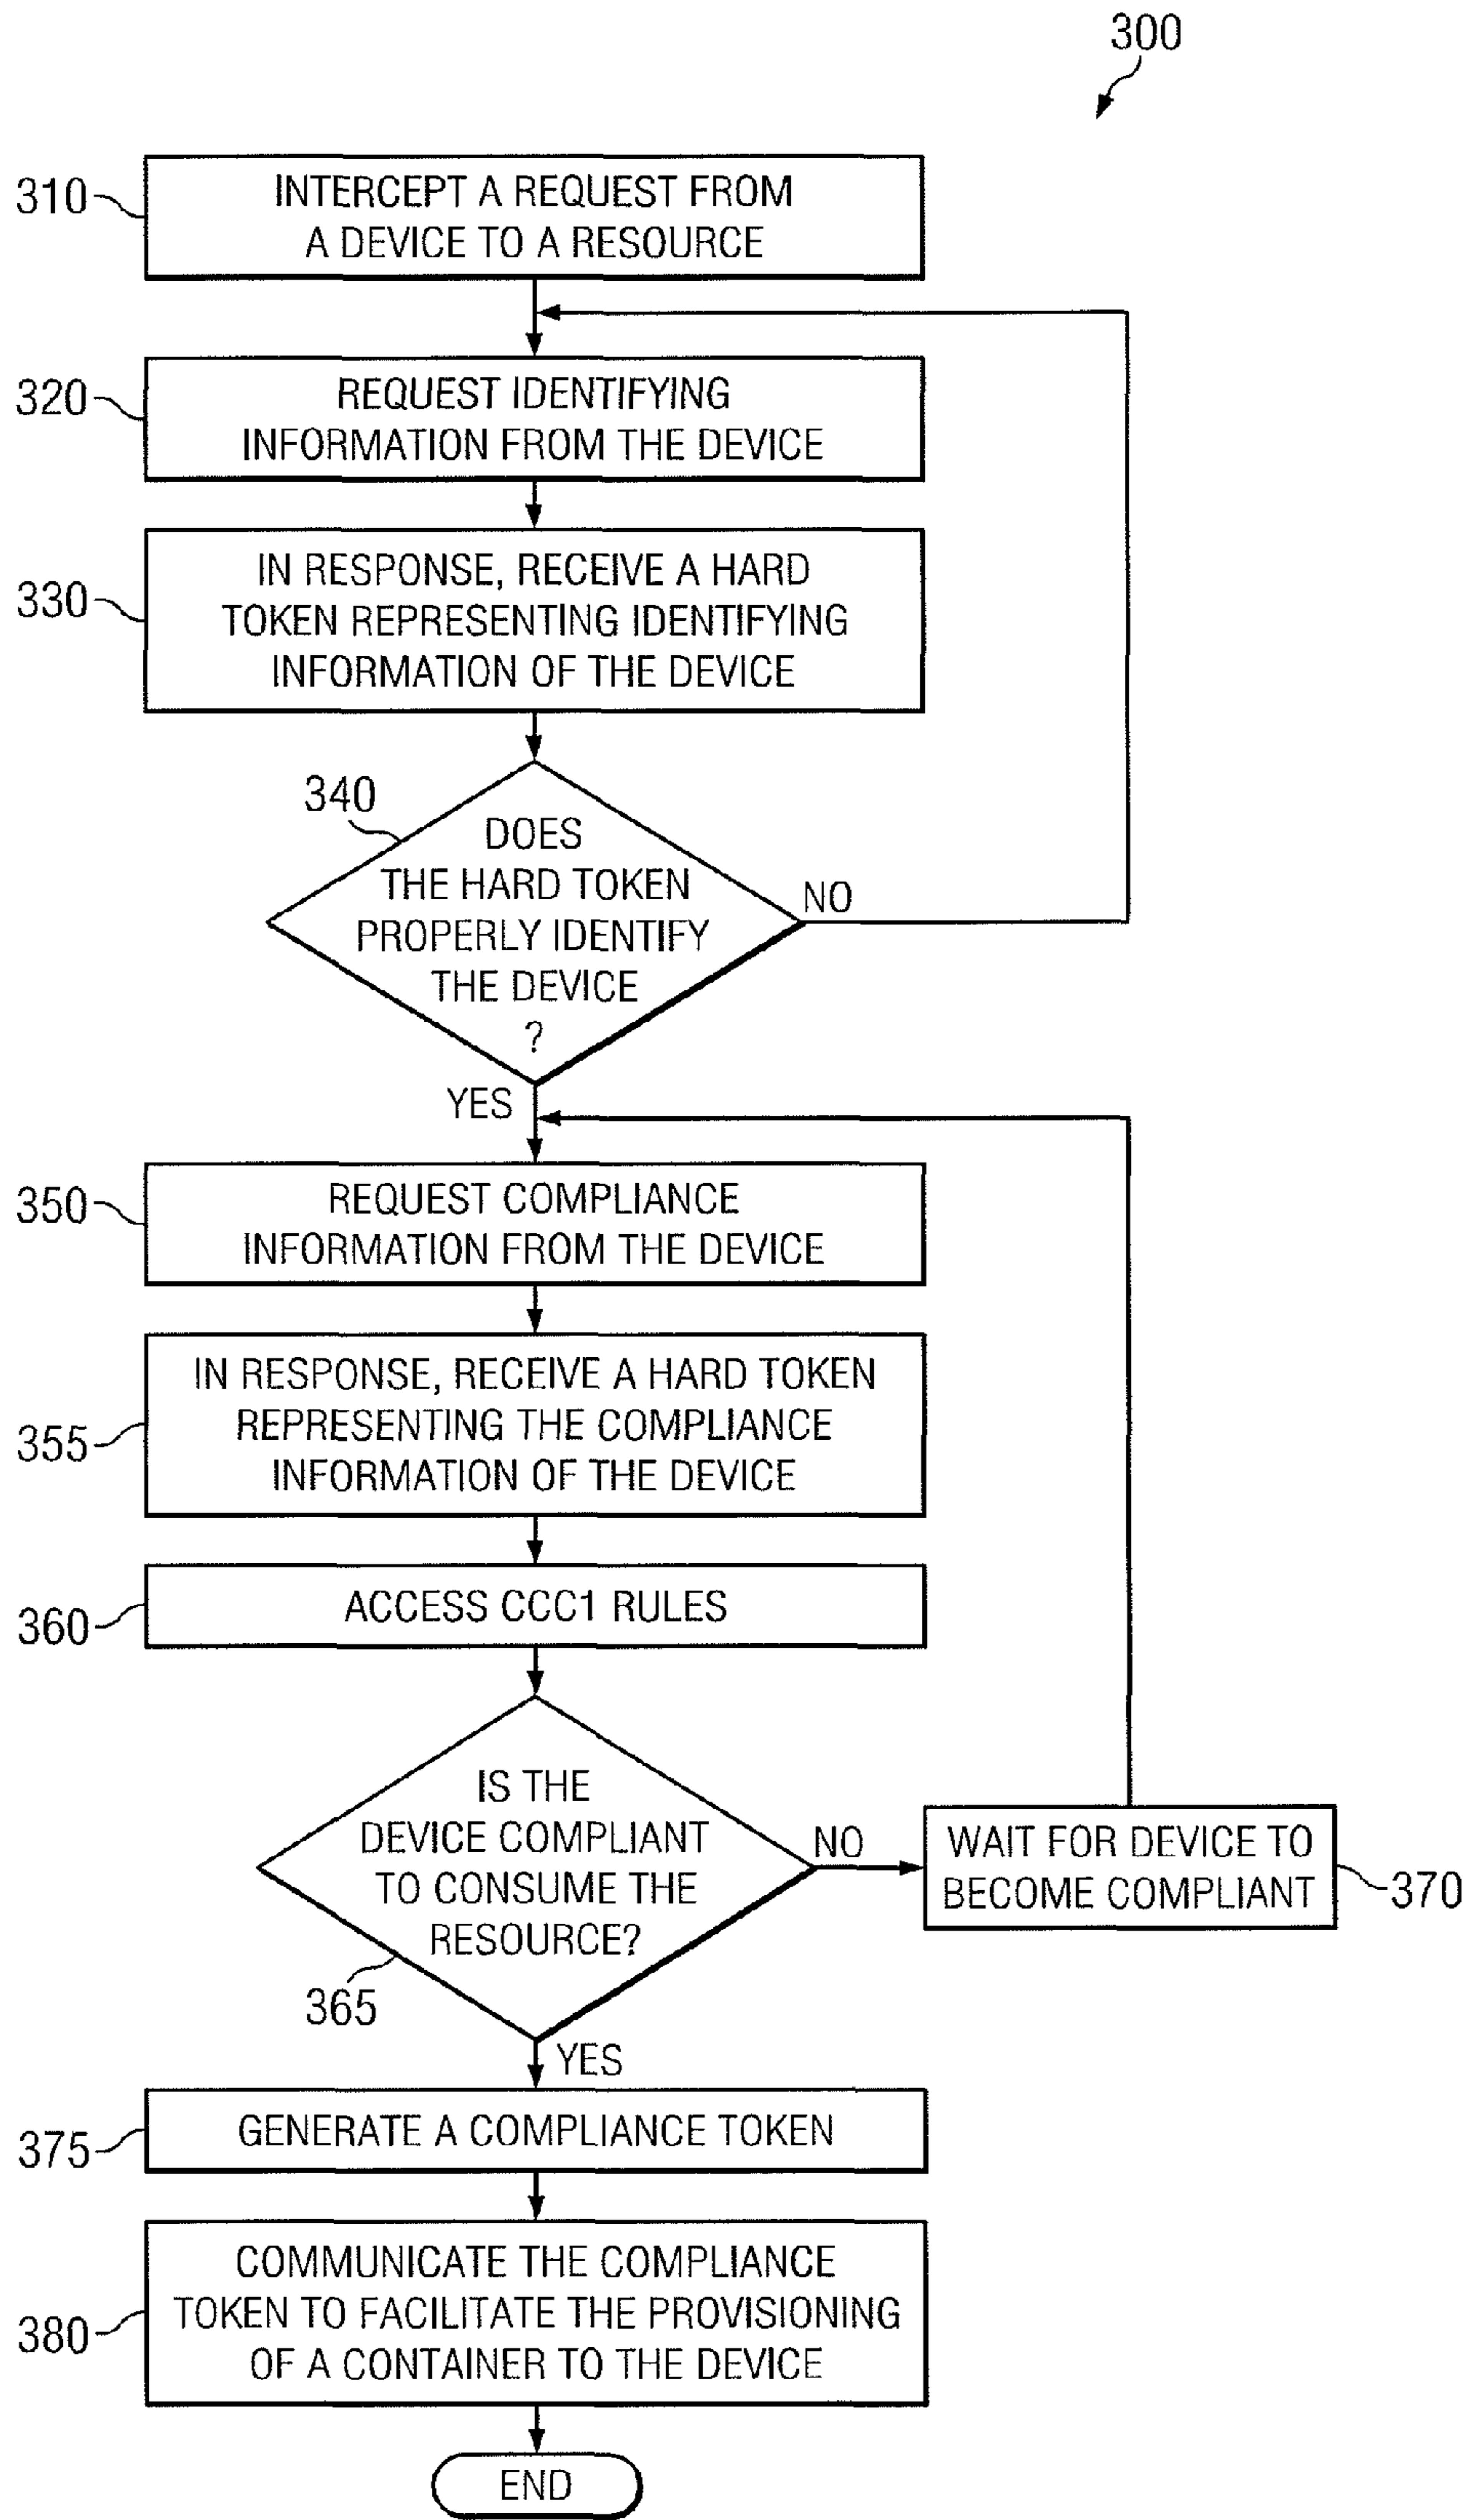 300
310
INTERCEPT A REQUEST FROM
A DEVICE TO A RESOURCE
320
REQUEST IDENTIFYING
INFORMATION FROM THE DEVICE
330
IN RESPONSE, RECEIVE A HARD
TOKEN REPRESENTING IDENTIFYING
INFORMATION OF THE DEVICE
340
DOES
THE HARD TOKEN
PROPERLY IDENTIFY
THE DEVICE
?
NO
YES
350
REQUEST COMPLIANCE
INFORMATION FROM THE DEVICE
355
IN RESPONSE, RECEIVE A HARD TOKEN
REPRESENTING THE COMPLIANCE
INFORMATION OF THE DEVICE
360
ACCESS CCC1 RULES
IS THE
DEVICE COMPLIANT
TO CONSUME THE
RESOURCE?
365
NO
WAIT FOR DEVICE TO
BECOME COMPLIANT
370
YES
375
GENERATE A COMPLIANCE TOKEN
380
COMMUNICATE THE COMPLIANCE
TOKEN TO FACILITATE THE PROVISIONING
OF A CONTAINER TO THE DEVICE
END